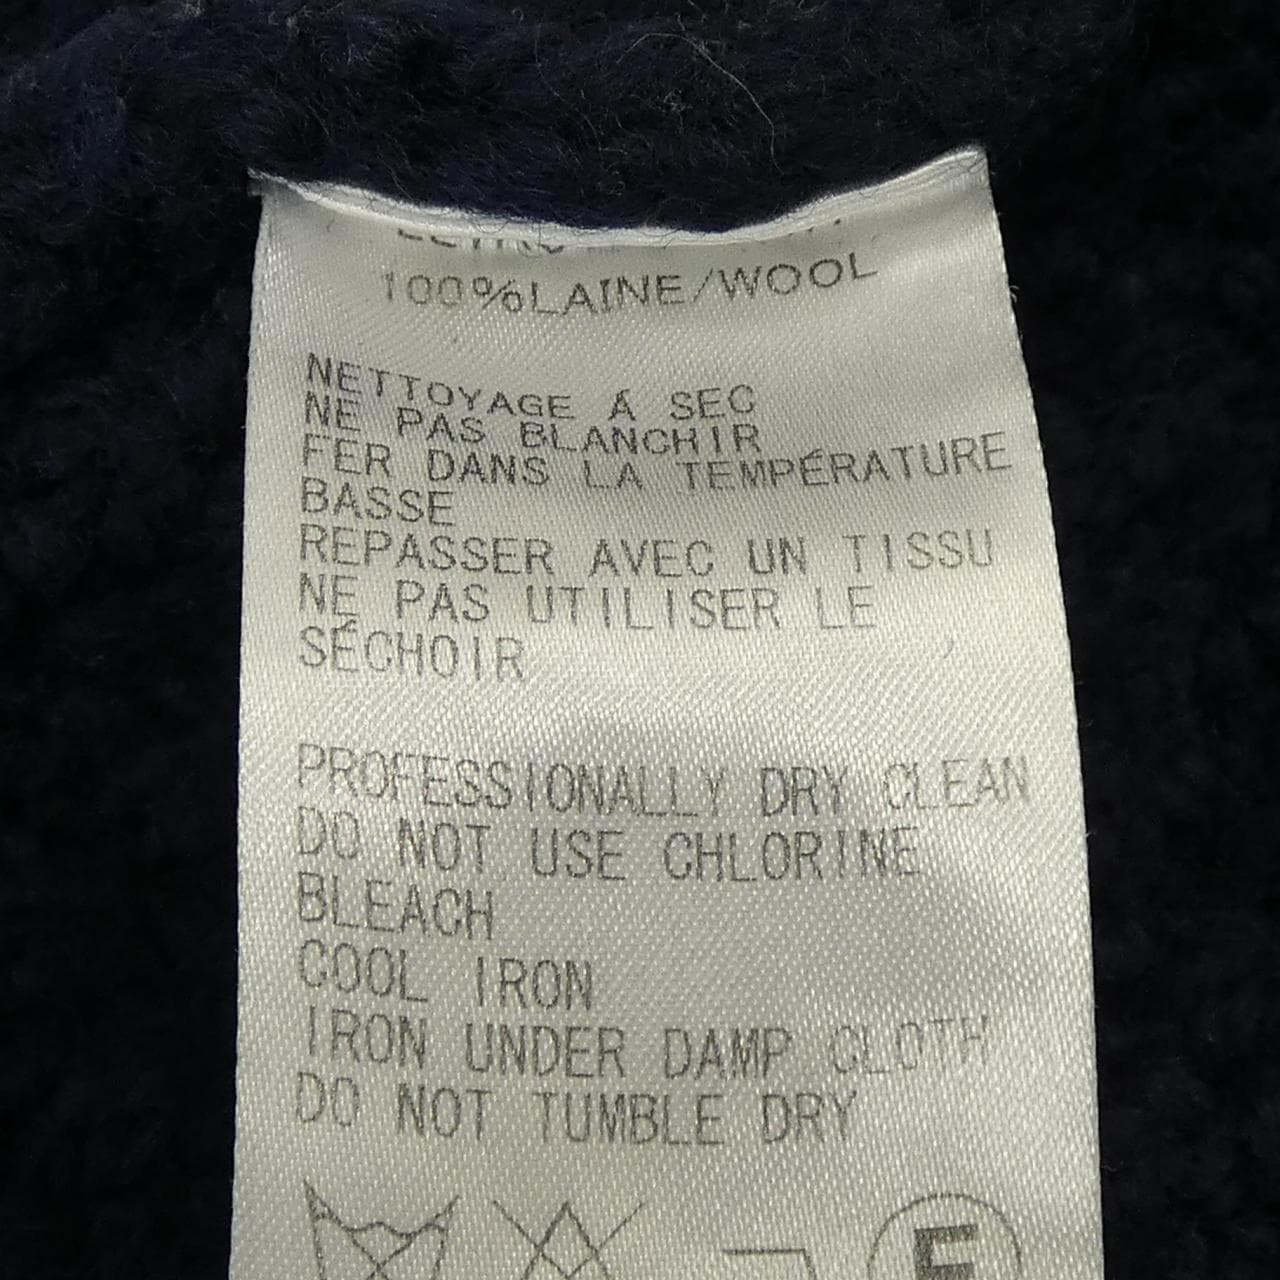 100%LAINE/WOOL
NETTOYAGE À SEC
NE PAS BLANCHIR
FER DANS LA TEMPÉRATURE
BASSE
REPASSER AVEC UN TISSU
NE PAS UTILISER LE
SÉCHOIR
PROFESSIONALLY DRY CLEAN
DO NOT USE CHLORINE
BLEACH
COOL IRON
IRON UNDER DAMP CLOTH
DO NOT TUMBLE DRY